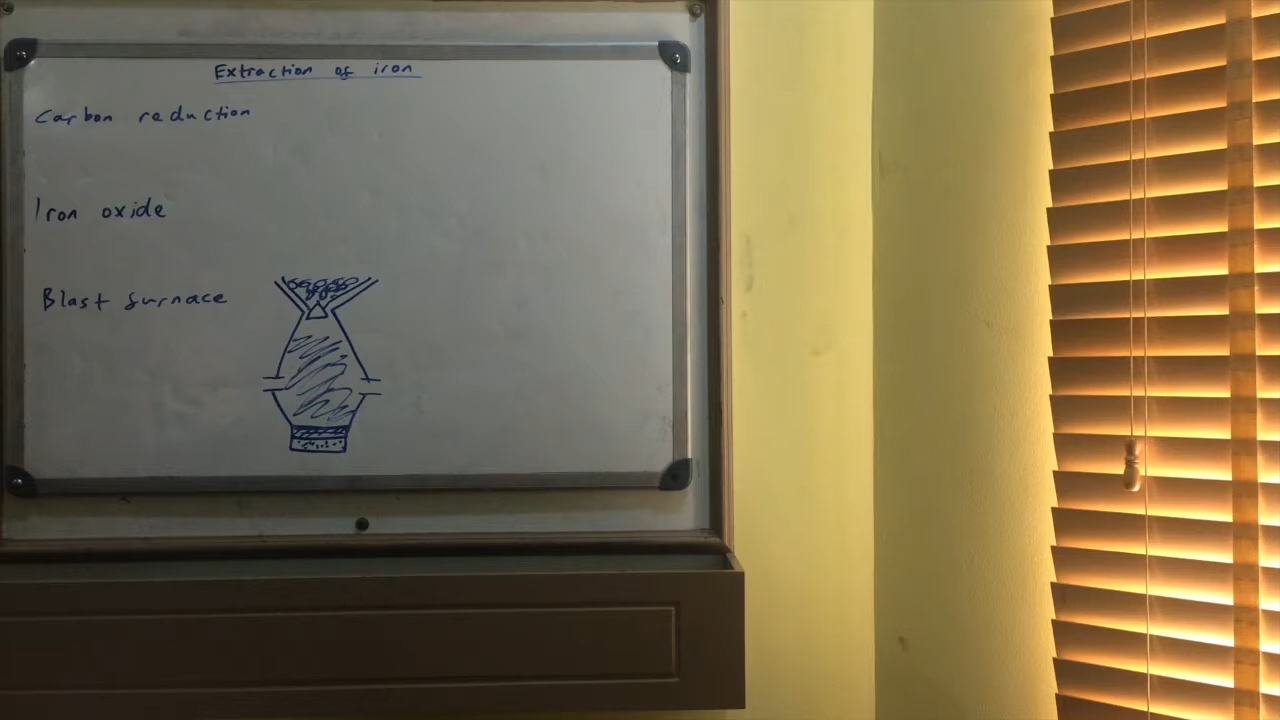 Extraction of iron
Carbon reduction
Iron oxide
Blast furnace